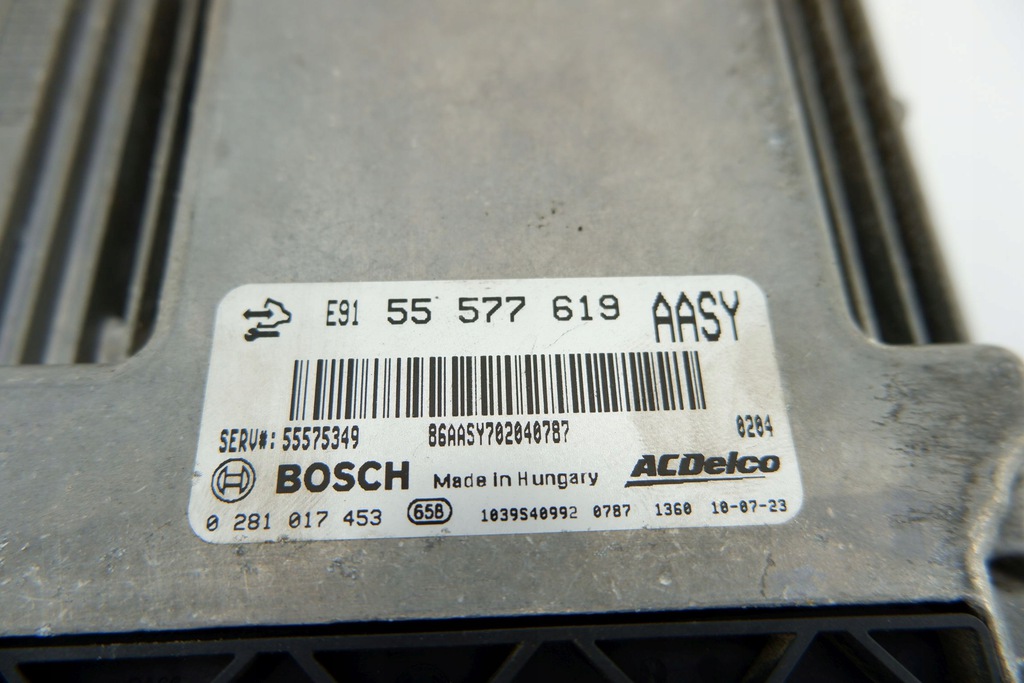 E91 55 577 619 AASY
SERV#: 55575349 86AASY702040787 0204
BOSCH Made in Hungary ACDelco
0 281 017 453 658 1039S40992 0787 1360 10-07-23